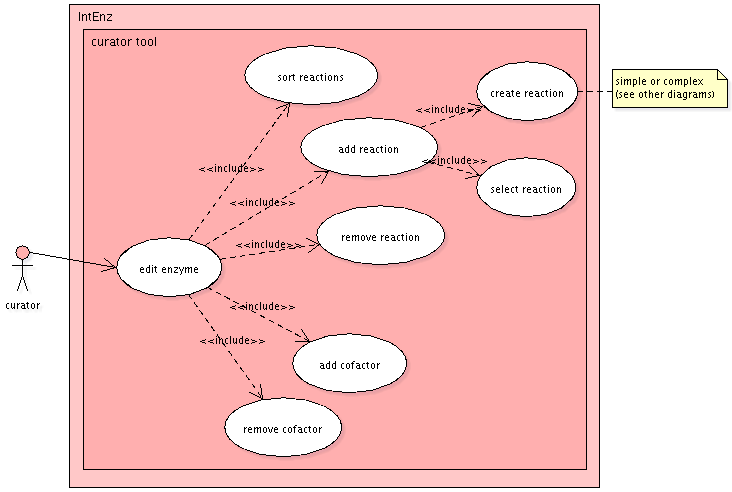 IntEnz
curator tool
sort reactions
simple or complex
(see other diagrams)
create reaction
<<include>>
add reaction
<<include>>
<<include>>
select reaction
<<include>>
remove reaction
<<include>>
edit enzyme
curator
<<include>>
<<include>>
add cofactor
remove cofactor